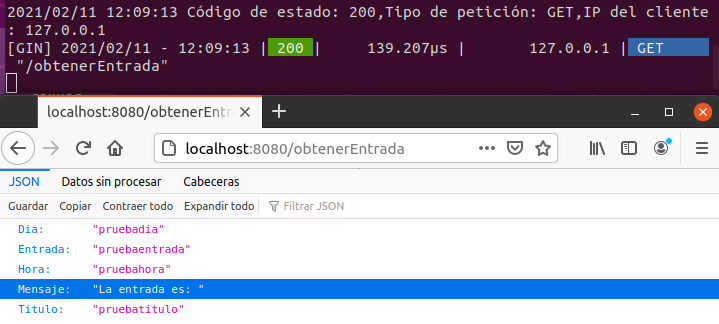 2021/02/11 12:09:13 Código de estado: 200,Tipo de petición: GET,IP del cliente
: 127.0.0.1
[GIN] 2021/02/11 - 12:09:13 | 200 | 139.207µs | 127.0.0.1 | GET
"/obtenerEntrada"
localhost:8080/obtenerEntr
localhost:8080/obtenerEntrada
JSON Datos sin procesar Cabeceras
Guardar Copiar Contraer todo Expandir todo Filtrar JSON
Dia: "pruebadia"
Entrada: "pruebaentrada"
Hora: "pruebahora"
Mensaje: "La entrada es: "
Titulo: "pruebatitulo"